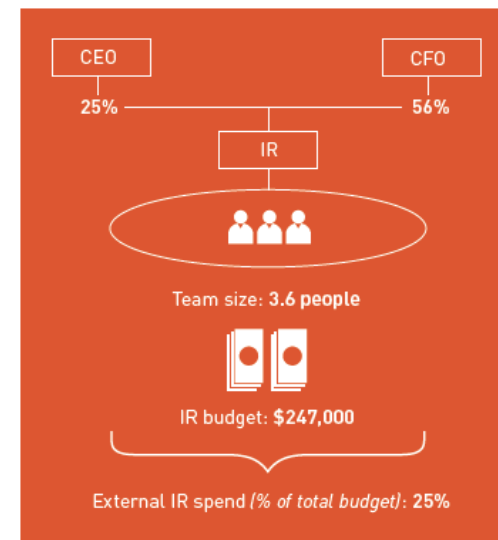 CEO
CFO
25%
56%
IR
Team size: 3.6 people
IR budget: $247,000
External IR spend (% of total budget): 25%